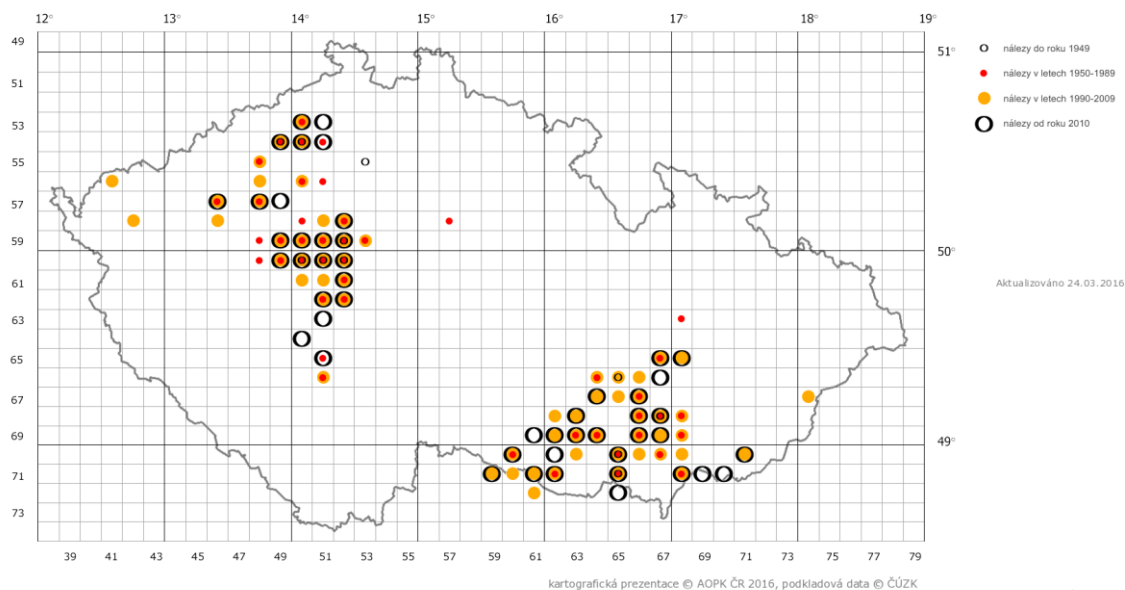 12° 13° 14° 15° 16° 17° 18° 19°
49 51°
nálezy do roku 1949
51
nálezy v letech 1950-1989
nálezy v letech 1990-2009
53
nálezy od roku 2010
55
57
59 50°
61
Aktualizováno 24.03.2016
63
65
67
69 49°
71
73
39 41 43 45 47 49 51 53 55 57 59 61 63 65 67 69 71 73 77 79
kartografická prezentace © AOPK ČR 2016, podkladová data © ČÚZK